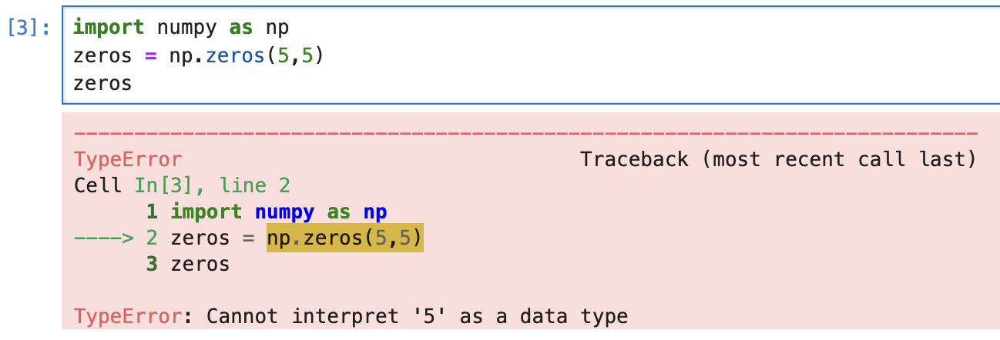 [3]: import numpy as np
zeros = np.zeros(5,5)
zeros
---------------------------------------------------------------------------
TypeError                                 Traceback (most recent call last)
Cell In[3], line 2
      1 import numpy as np
----> 2 zeros = np.zeros(5,5)
      3 zeros

TypeError: Cannot interpret '5' as a data type